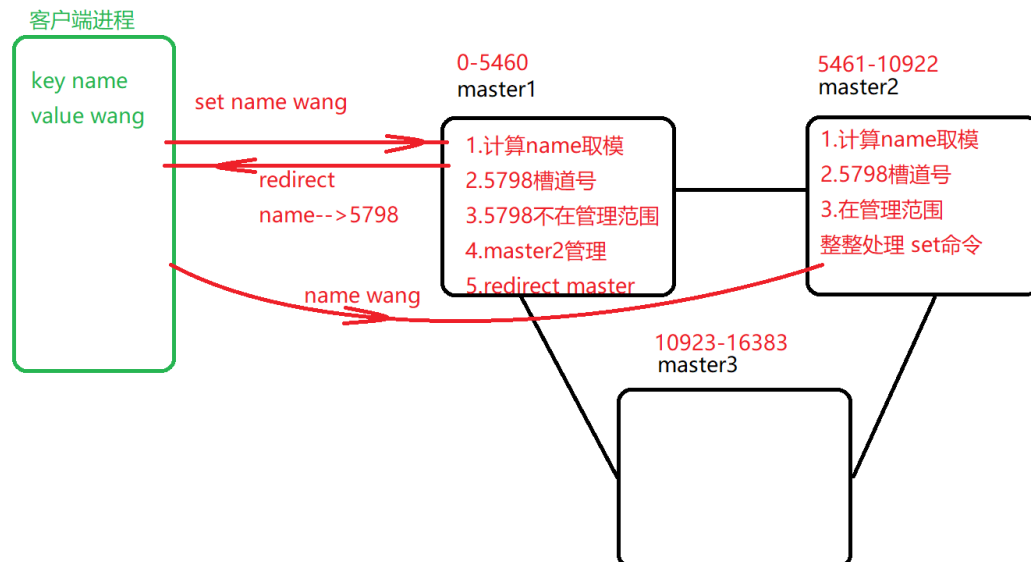 客户端进程
key name
value wang
set name wang
redirect
name-->5798
name wang
0-5460
master1
1.计算name取模
2.5798槽道号
3.5798不在管理范围
4.master2管理
5.redirect master
5461-10922
master2
1.计算name取模
2.5798槽道号
3.在管理范围
整整处理 set命令
10923-16383
master3